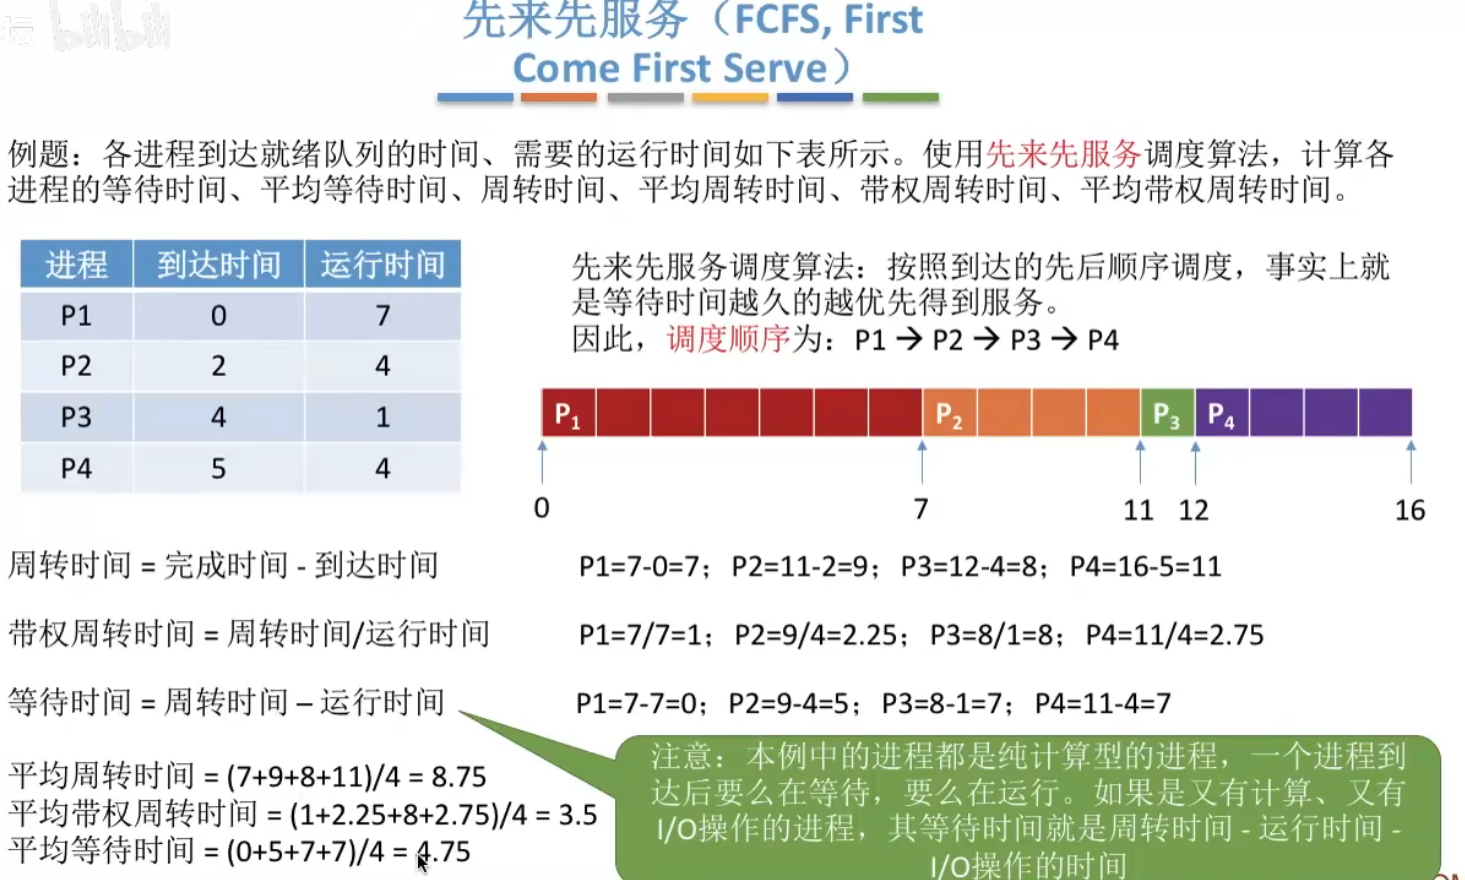 坛 bilibili
先来先服务（FCFS, First
Come First Serve）
例题：各进程到达就绪队列的时间、需要的运行时间如下表所示。使用先来先服务调度算法，计算各
进程的等待时间、平均等待时间、周转时间、平均周转时间、带权周转时间、平均带权周转时间。
进程 到达时间 运行时间
P1 0 7
P2 2 4
P3 4 1
P4 5 4
先来先服务调度算法：按照到达的先后顺序调度，事实上就
是等待时间越久的越优先得到服务。
因此，调度顺序为：P1 → P2 → P3 → P4
P1 P2 P3 P4
0 7 11 12 16
周转时间 = 完成时间 - 到达时间
P1=7-0=7；P2=11-2=9；P3=12-4=8；P4=16-5=11
带权周转时间 = 周转时间/运行时间
P1=7/7=1；P2=9/4=2.25；P3=8/1=8；P4=11/4=2.75
等待时间 = 周转时间 – 运行时间
P1=7-7=0；P2=9-4=5；P3=8-1=7；P4=11-4=7
平均周转时间 = (7+9+8+11)/4 = 8.75
平均带权周转时间 = (1+2.25+8+2.75)/4 = 3.5
平均等待时间 = (0+5+7+7)/4 = 4.75
注意：本例中的进程都是纯计算型的进程，一个进程到
达后要么在等待，要么在运行。如果是又有计算、又有
I/O操作的进程，其等待时间就是周转时间 - 运行时间 -
I/O操作的时间